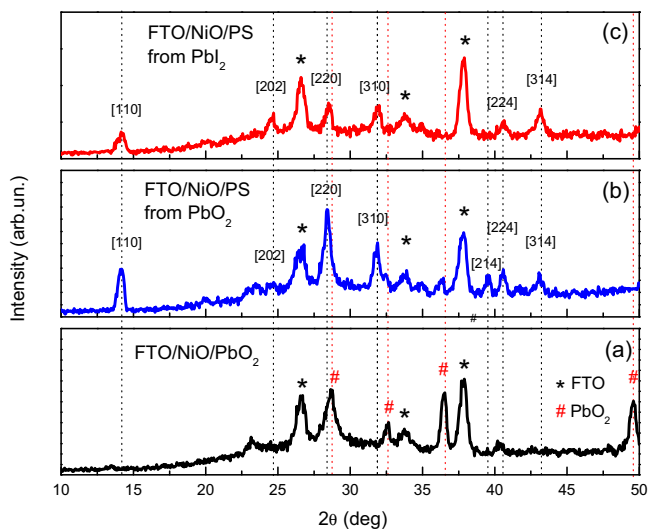 FTO/NiO/PS
from PbI2
(c)
*
*
*
[110]
[202]
[220]
[310]
[224]
[314]
FTO/NiO/PS
from PbO2
(b)
[220]
*
*
*
[110]
[202]
[310]
[214]
[224]
[314]
#
FTO/NiO/PbO2
(a)
*
#
#
*
#
*
#
* FTO
# PbO2
Intensity (arb.un.)
10 15 20 25 30 35 40 45 50
2θ (deg)